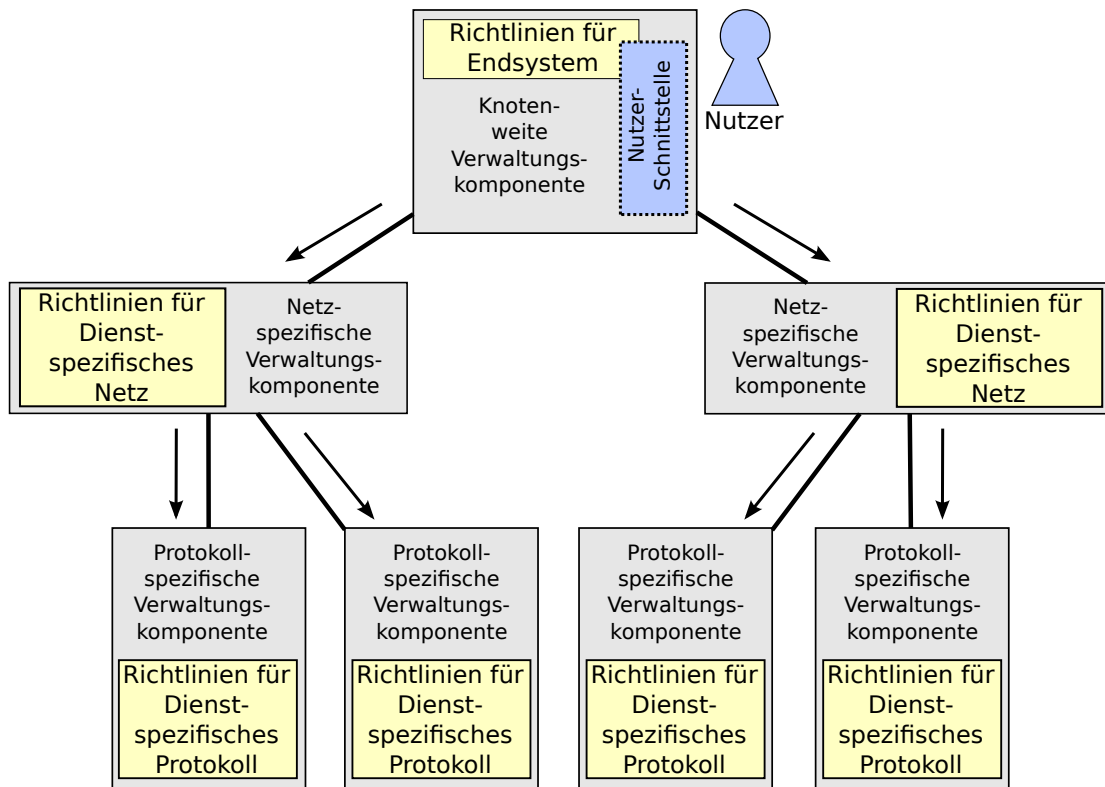 Richtlinien für
Endsystem
Knoten-
weite
Verwaltungs-
komponente
Nutzer-
Schnittstelle
Nutzer
Richtlinien für
Dienst-
spezifisches
Netz
Netz-
spezifische
Verwaltungs-
komponente
Netz-
spezifische
Verwaltungs-
komponente
Richtlinien für
Dienst-
spezifisches
Netz
Protokoll-
spezifische
Verwaltungs-
komponente
Richtlinien für
Dienst-
spezifisches
Protokoll
Protokoll-
spezifische
Verwaltungs-
komponente
Richtlinien für
Dienst-
spezifisches
Protokoll
Protokoll-
spezifische
Verwaltungs-
komponente
Richtlinien für
Dienst-
spezifisches
Protokoll
Protokoll-
spezifische
Verwaltungs-
komponente
Richtlinien für
Dienst-
spezifisches
Protokoll